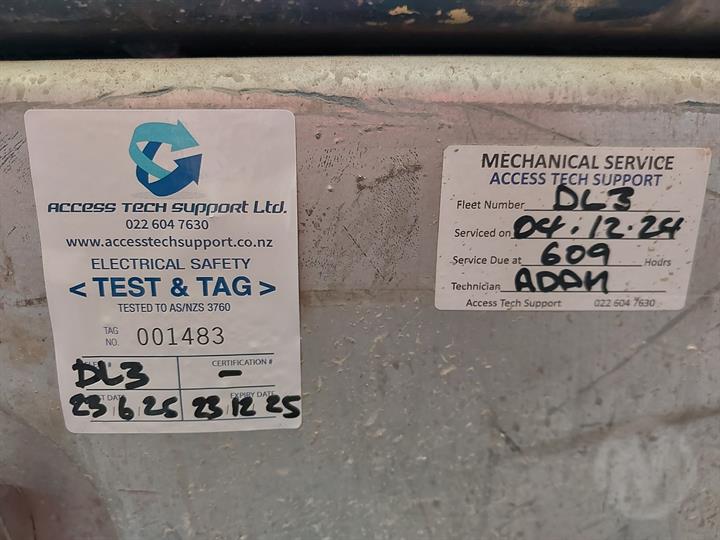 ACCESS TECH SUPPORT Ltd.
022 604 7630
www.accesstechsupport.co.nz
ELECTRICAL SAFETY
< TEST & TAG >
TESTED TO AS/NZS 3760
TAG NO. 001483
CERTIFICATION #
DL3 –
TEST DATE EXPIRY DATE
23/6/25 23/12/25
MECHANICAL SERVICE
ACCESS TECH SUPPORT
Fleet Number DL3
Serviced on 04.12.24
Service Due at 609 Hours
Technician ADAM
Access Tech Support 022 604 7630